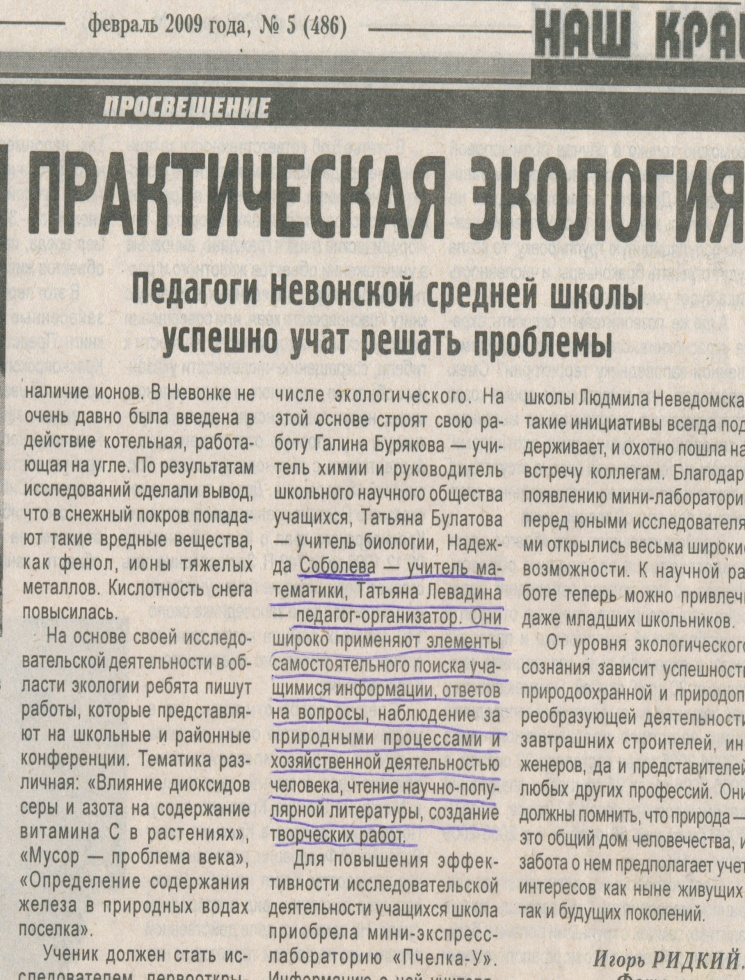 февраль 2009 года, № 5 (486)
НАШ КРА
ПРОСВЕЩЕНИЕ
ПРАКТИЧЕСКАЯ ЭКОЛОГИЯ
Педагоги Невонской средней школы
успешно учат решать проблемы
наличие ионов. В Невонке не
очень давно была введена в
действие котельная, работа-
ющая на угле. По результатам
исследований сделали вывод,
что в снежный покров попада-
ют такие вредные вещества,
как фенол, ионы тяжелых
металлов. Кислотность снега
повысилась.
На основе своей исследо-
вательской деятельности в об-
ласти экологии ребята пишут
работы, которые представля-
ют на школьные и районные
конференции. Тематика раз-
личная: «Влияние диоксидов
серы и азота на содержание
витамина С в растениях»,
«Мусор — проблема века»,
«Определение содержания
железа в природных водах
поселка».
Ученик должен стать ис-
следователем, первооткры-
числе экологического. На
этой основе строят свою ра-
боту Галина Бурякова — учи-
тель химии и руководитель
школьного научного общества
учащихся, Татьяна Булатова
— учитель биологии, Надеж-
да Соболева — учитель ма-
тематики, Татьяна Левадина
— педагог-организатор. Они
широко применяют элементы
самостоятельного поиска уча-
щимися информации, ответов
на вопросы, наблюдение за
природными процессами и
хозяйственной деятельностью
человека, чтение научно-попу-
лярной литературы, создание
творческих работ.
Для повышения эффек-
тивности исследовательской
деятельности учащихся школа
приобрела мини-экспресс-
лабораторию «Пчелка-У».
школы Людмила Неведомска
такие инициативы всегда под
держивает, и охотно пошла на
встречу коллегам. Благодар
появлению мини-лаборатори
перед юными исследователя
ми открылись весьма широкие
возможности. К научной ра
боте теперь можно привлечь
даже младших школьников.
От уровня экологического
сознания зависит успешность
природоохранной и природоп
реобразующей деятельности
завтрашних строителей, ин
женеров, да и представителей
любых других профессий. Они
должны помнить, что природа —
это общий дом человечества, и
забота о нем предполагает учет
интересов как ныне живущих,
так и будущих поколений.
Игорь РИДКИЙ